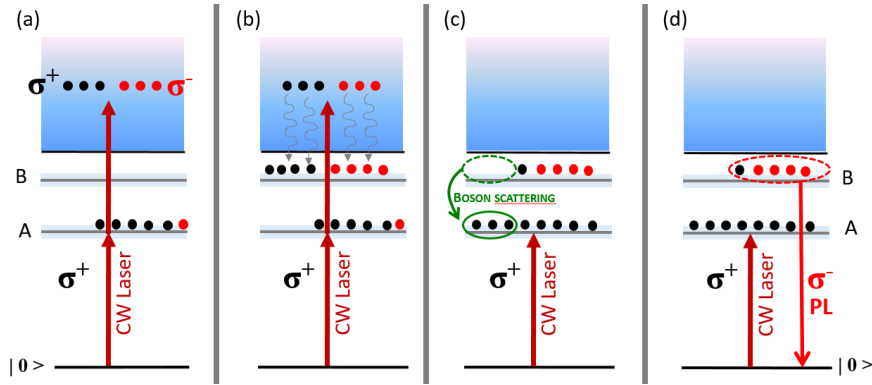 (a)
(b)
(c)
(d)
σ+
σ-
B
A
σ+
CW Laser
| 0 >
σ+
CW Laser
BOSON SCATTERING
σ+
CW Laser
B
A
σ+
CW Laser
σ-
PL
| 0 >